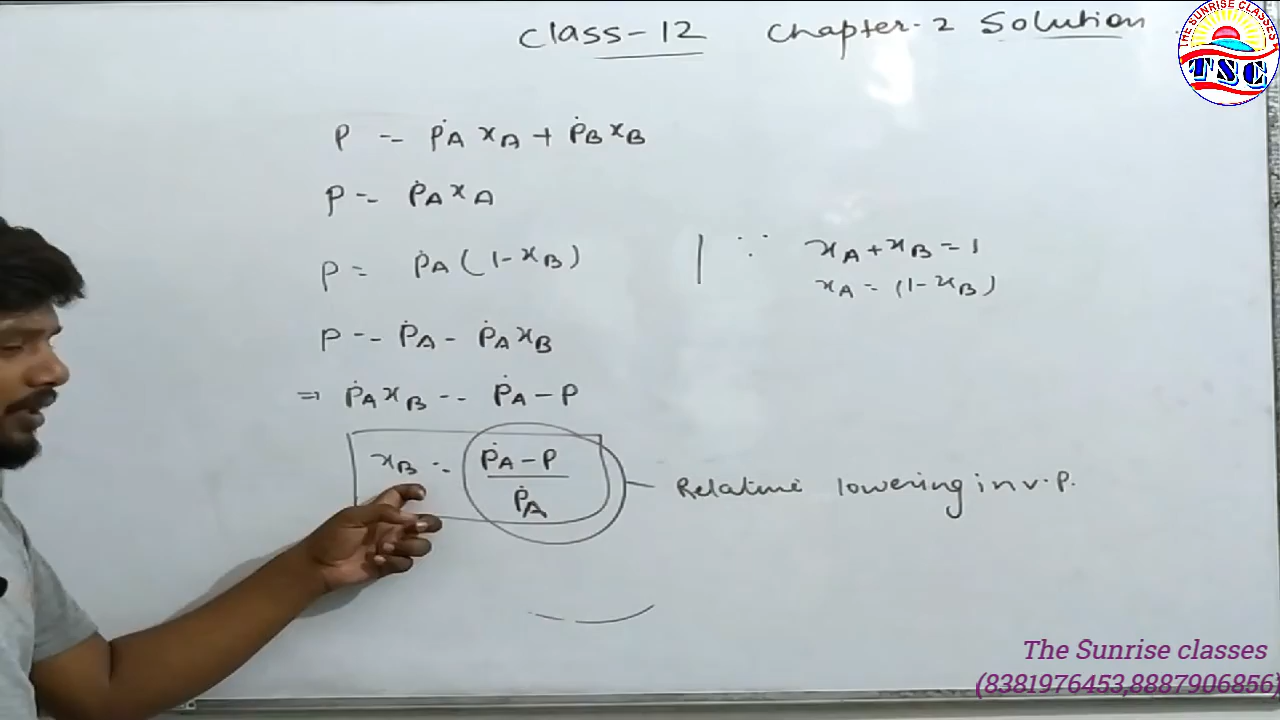 Class-12 Chapter-2 Solution
THE SUNRISE CLASSES
TSC
P = P°A xA + P°B xB
P = P°A xA
P = P°A (1-xB) | ∵ xA + xB = 1
xA = (1-xB)
P = P°A - P°A xB
⇒ P°A xB = P°A - P
xB = P°A - P / P°A
Relative lowering in v.p.
The Sunrise classes
(8381976453,8887906856)